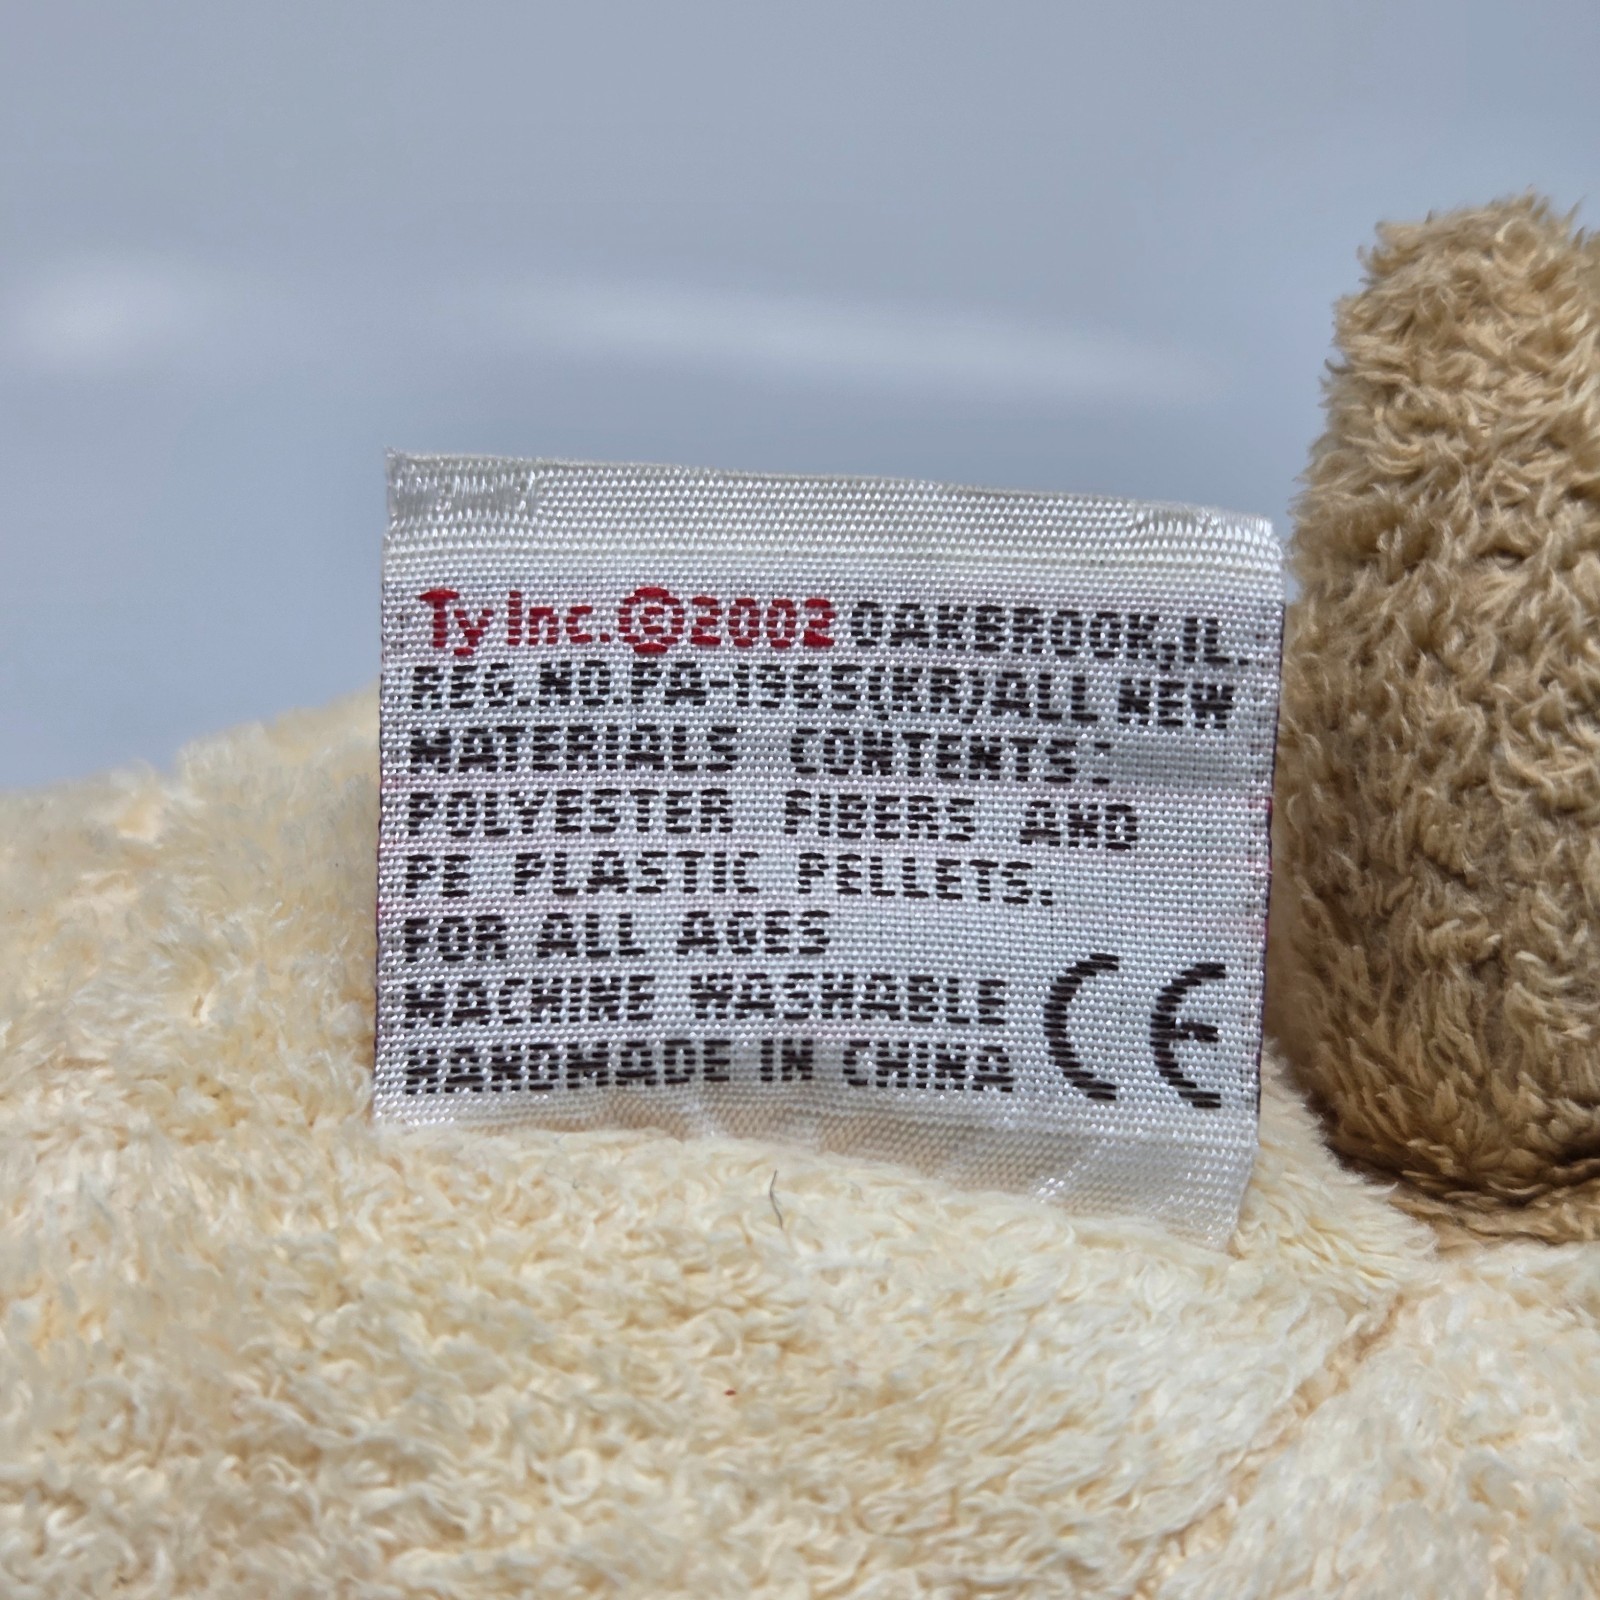 Ty Inc. ©2002 OAKBROOK, IL.
REG.NO.PA-1965(KR) ALL NEW
MATERIALS CONTENTS:
POLYESTER FIBERS AND
PE PLASTIC PELLETS.
FOR ALL AGES
MACHINE WASHABLE
HANDMADE IN CHINA
CE